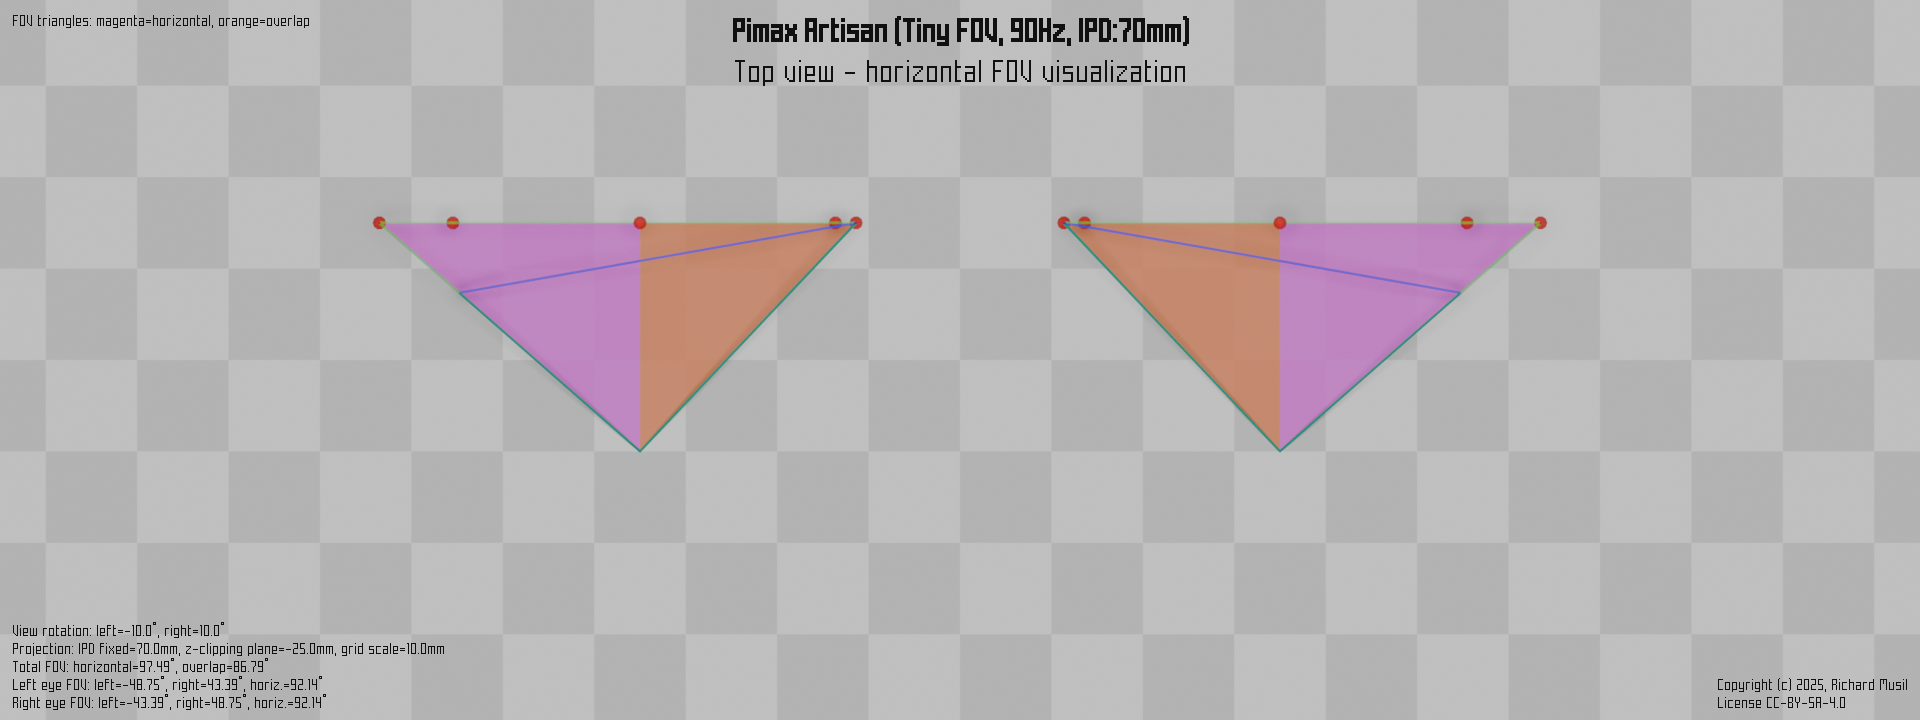 FOV triangles: magenta=horizontal, orange=overlap
Pimax Artisan (Tiny FOV, 90Hz, IPD:70mm)
Top view - horizontal FOV visualization
View rotation: left=-10.0°, right=10.0°
Projection: IPD fixed=70.0mm, z-clipping plane=-25.0mm, grid scale=10.0mm
Total FOV: horizontal=97.49°, overlap=86.79°
Left eye FOV: left=-48.75°, right=43.39°, horiz.=92.14°
Right eye FOV: left=-43.39°, right=48.75°, horiz.=92.14°
Copyright (c) 2025, Richard Musil
License CC-BY-SA-4.0